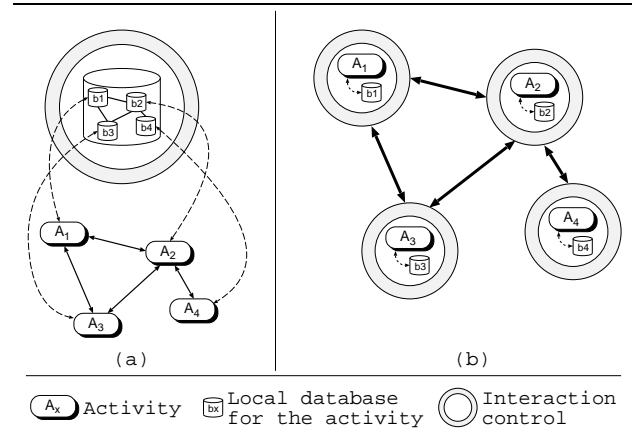 b1
b2
b3
b4
A1
A2
A3
A4
(a)
A1
b1
A2
b2
A3
b3
A4
b4
(b)
Ax Activity
bx Local database
for the activity
Interaction
control